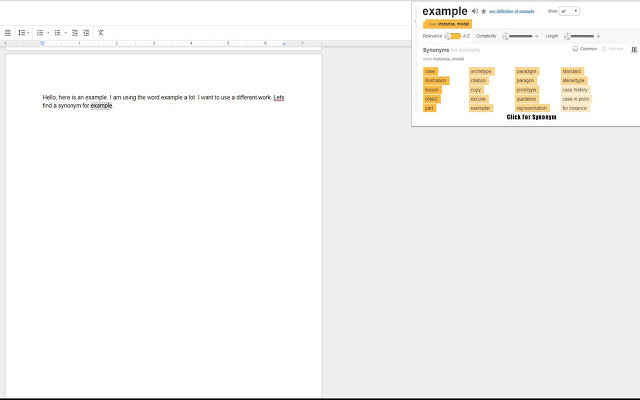 Hello, here is an example. I am using the word example a lot. I want to use a different work. Lets
find a synonym for example.
example see definition of example show all
noun instance, model
Relevance A-Z Complexity Length
Synonyms for example Common Informal
noun instance, model
case archetype paradigm standard
illustration citation paragon stereotype
lesson copy prototype case history
object excuse quotation case in point
part exemplar representation for instance
Click For Synonym